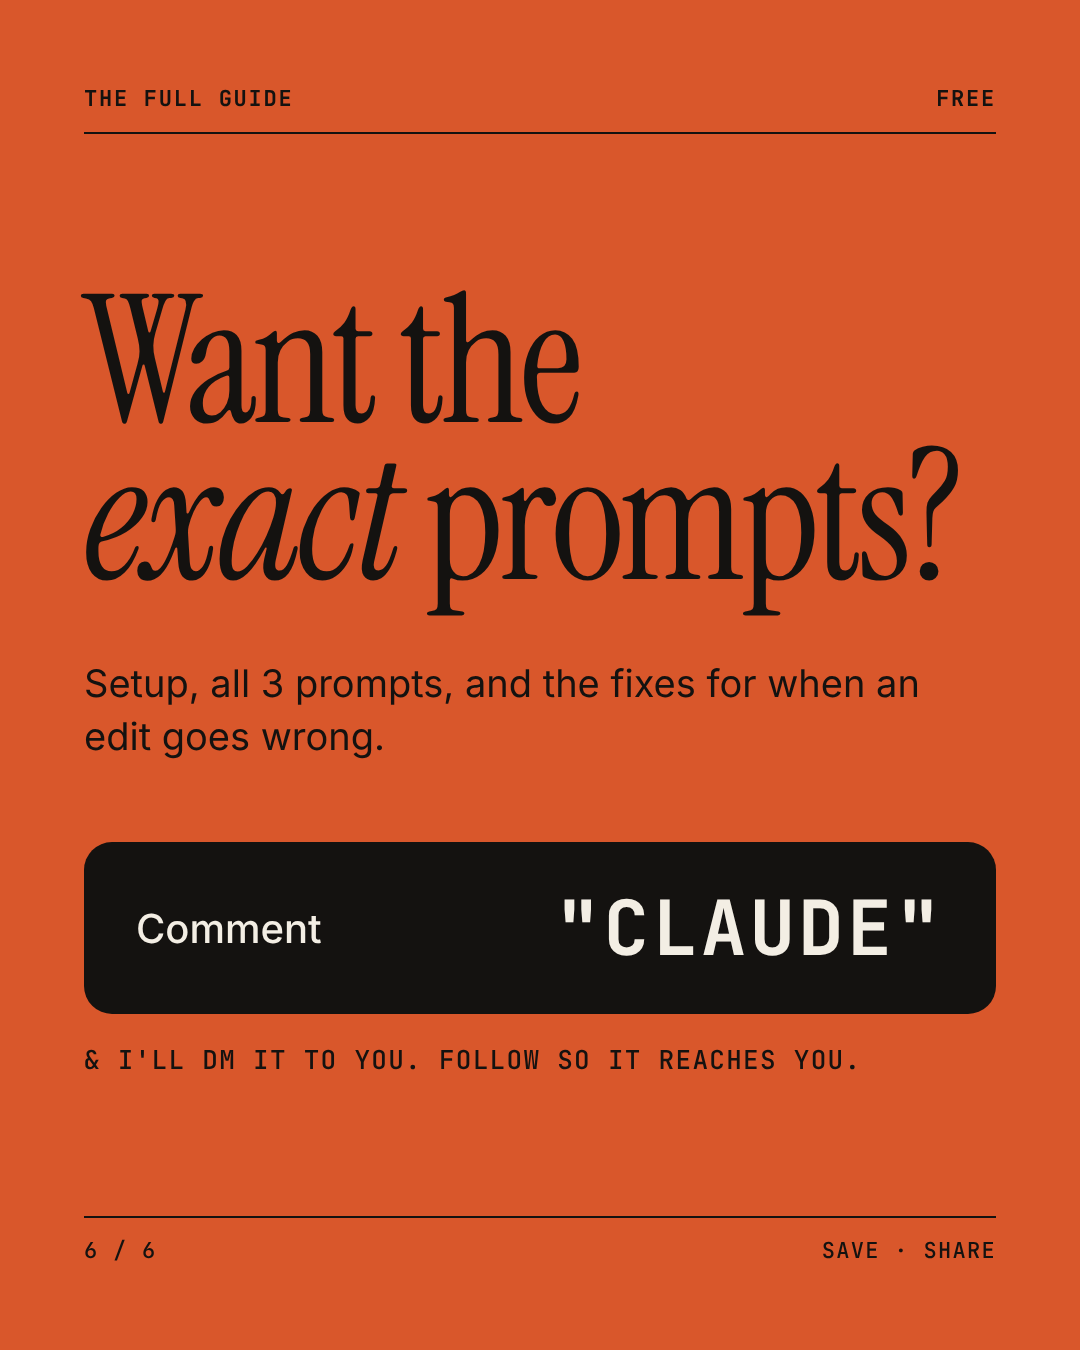 THE FULL GUIDE
FREE
Want the
exact prompts?
Setup, all 3 prompts, and the fixes for when an
edit goes wrong.
Comment
"CLAUDE"
& I'LL DM IT TO YOU. FOLLOW SO IT REACHES YOU.
6 / 6
SAVE · SHARE